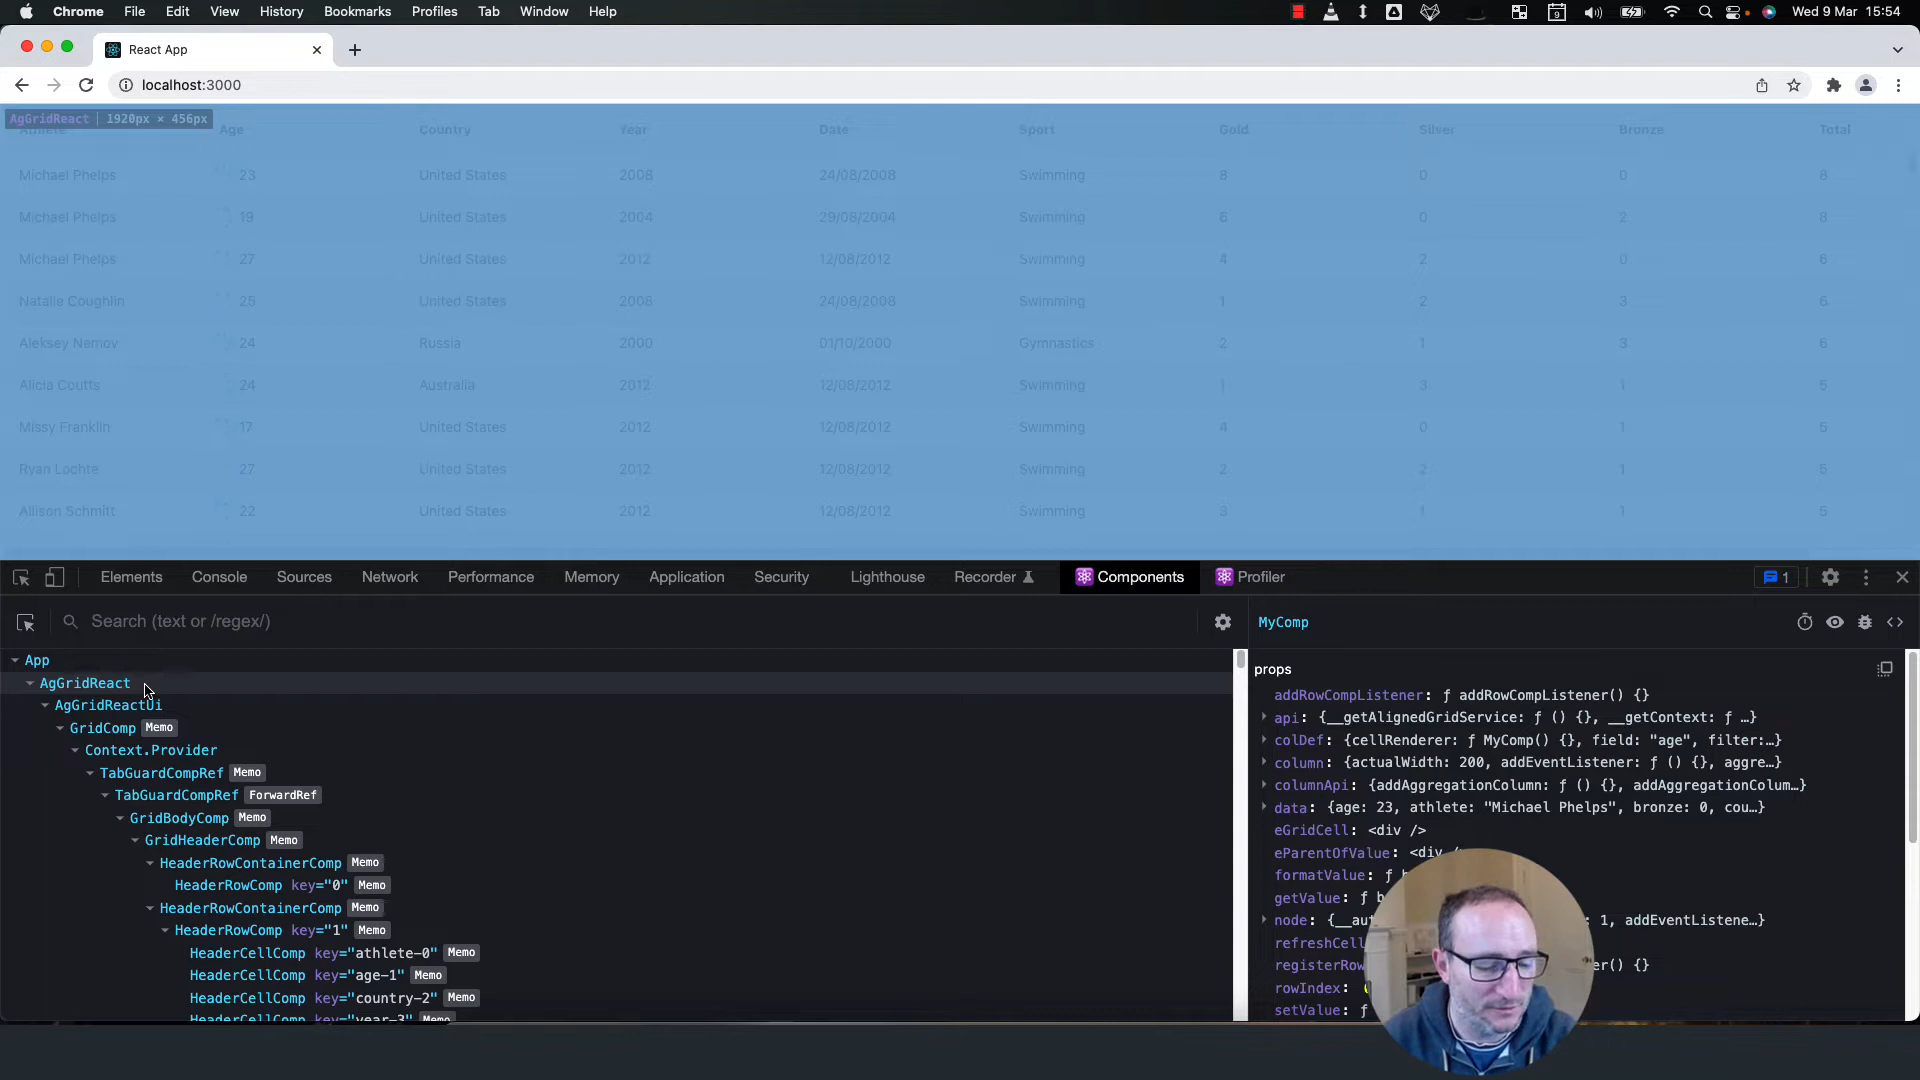 Chrome File Edit View History Bookmarks Profiles Tab Window Help 9 Wed 9 Mar 15:54
React App
localhost:3000
AgGridReact 1920px × 456px
Athlete Age Country Year Date Sport Gold Silver Bronze Total
Michael Phelps 23 United States 2008 24/08/2008 Swimming 8 0 0 8
Michael Phelps 19 United States 2004 29/08/2004 Swimming 6 0 2 8
Michael Phelps 27 United States 2012 12/08/2012 Swimming 4 2 0 6
Natalie Coughlin 25 United States 2008 24/08/2008 Swimming 1 2 3 6
Aleksey Nemov 24 Russia 2000 01/10/2000 Gymnastics 2 1 3 6
Alicia Coutts 24 Australia 2012 12/08/2012 Swimming 1 3 1 5
Missy Franklin 17 United States 2012 12/08/2012 Swimming 4 0 1 5
Ryan Lochte 27 United States 2012 12/08/2012 Swimming 2 2 1 5
Allison Schmitt 22 United States 2012 12/08/2012 Swimming 3 1 1 5
Elements Console Sources Network Performance Memory Application Security Lighthouse Recorder Components Profiler 1
Search (text or /regex/)
MyComp
App
AgGridReact
AgGridReactUi
GridComp Memo
Context.Provider
TabGuardCompRef Memo
TabGuardCompRef ForwardRef
GridBodyComp Memo
GridHeaderComp Memo
HeaderRowContainerComp Memo
HeaderRowComp key="0" Memo
HeaderRowContainerComp Memo
HeaderRowComp key="1" Memo
HeaderCellComp key="athlete-0" Memo
HeaderCellComp key="age-1" Memo
HeaderCellComp key="country-2" Memo
HeaderCellComp key="year-3" Memo
props
addRowCompListener: ƒ addRowCompListener() {}
api: {__getAlignedGridService: ƒ () {}, __getContext: ƒ …}
colDef: {cellRenderer: ƒ MyComp() {}, field: "age", filter:…}
column: {actualWidth: 200, addEventListener: ƒ () {}, aggre…}
columnApi: {addAggregationColumn: ƒ () {}, addAggregationColum…}
data: {age: 23, athlete: "Michael Phelps", bronze: 0, cou…}
eGridCell: <div />
eParentOfValue: <div />
formatValue: ƒ
getValue: ƒ
node: 1, addEventListene…}
refreshCell
registerRow {}
rowIndex:
setValue: ƒ